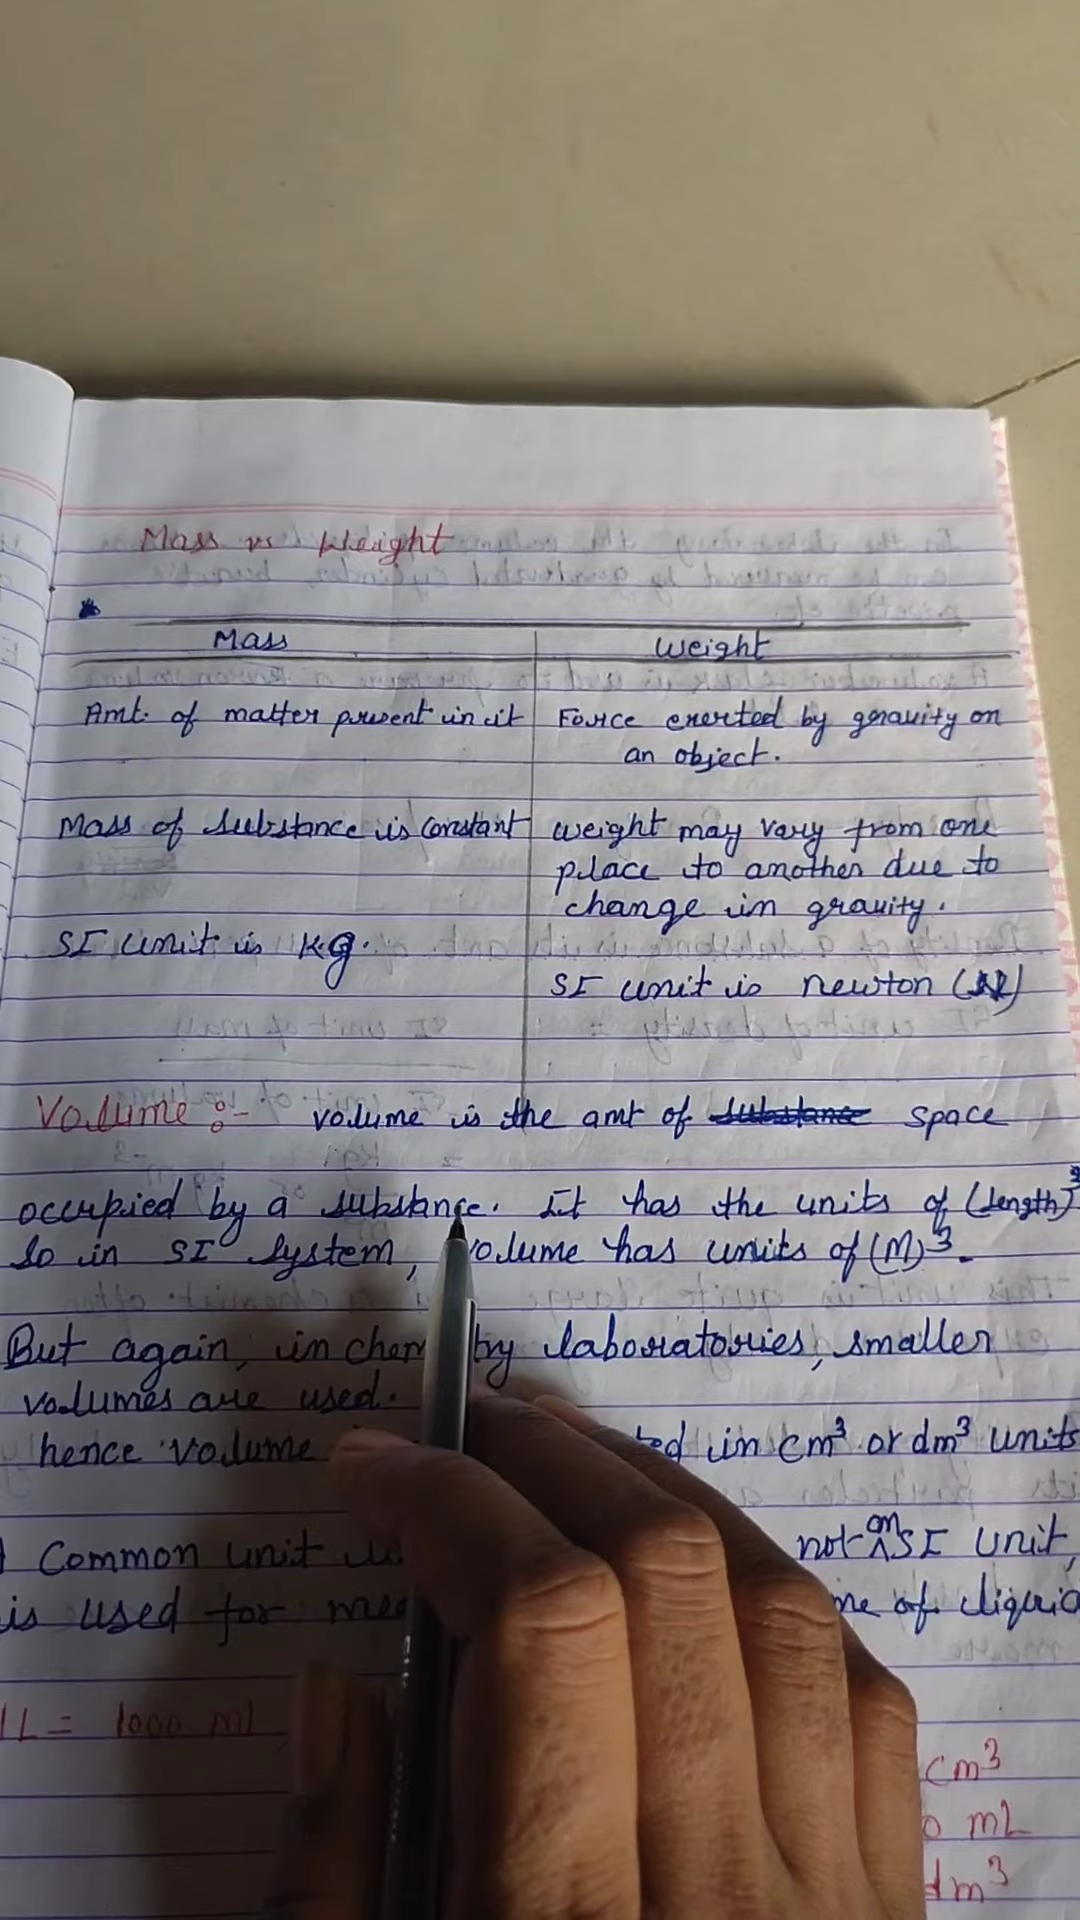 Mass vs Weight
Mass Weight
Amt. of matter present in it Force exerted by gravity on
an object.
Mass of substance is constant weight may vary from one
place to another due to
change in gravity.
SI unit is Kg.
SI unit is newton (N)
Volume :- volume is the amt of substance space
occupied by a substance. It has the units of (length)3
So in SI System, volume has units of (M)3.
But again, in chem try laboratories, smaller
volumes are used.
hence volume ted in cm3 or dm3 units
Common unit not an SI unit,
is used for me me of liquid
1L = 1000 ml
cm3
0 mL
dm3